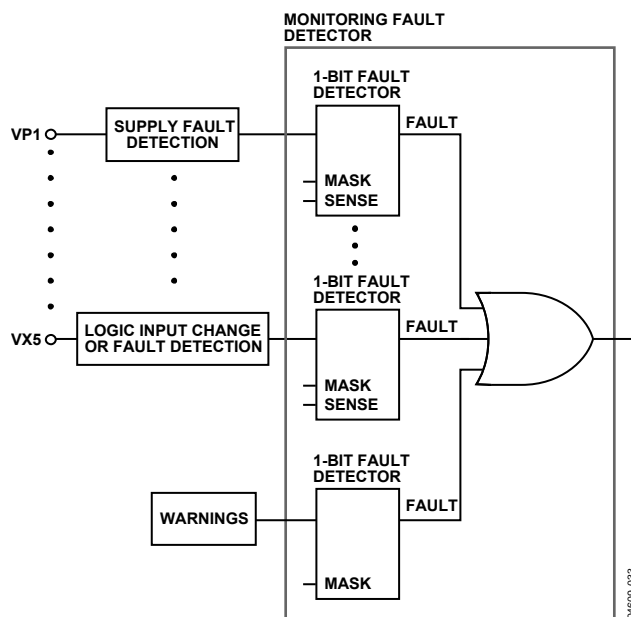 MONITORING FAULT
DETECTOR
1-BIT FAULT
DETECTOR
VP1
SUPPLY FAULT
DETECTION
FAULT
MASK
SENSE
1-BIT FAULT
DETECTOR
VX5
LOGIC INPUT CHANGE
OR FAULT DETECTION
FAULT
MASK
SENSE
1-BIT FAULT
DETECTOR
WARNINGS
FAULT
MASK